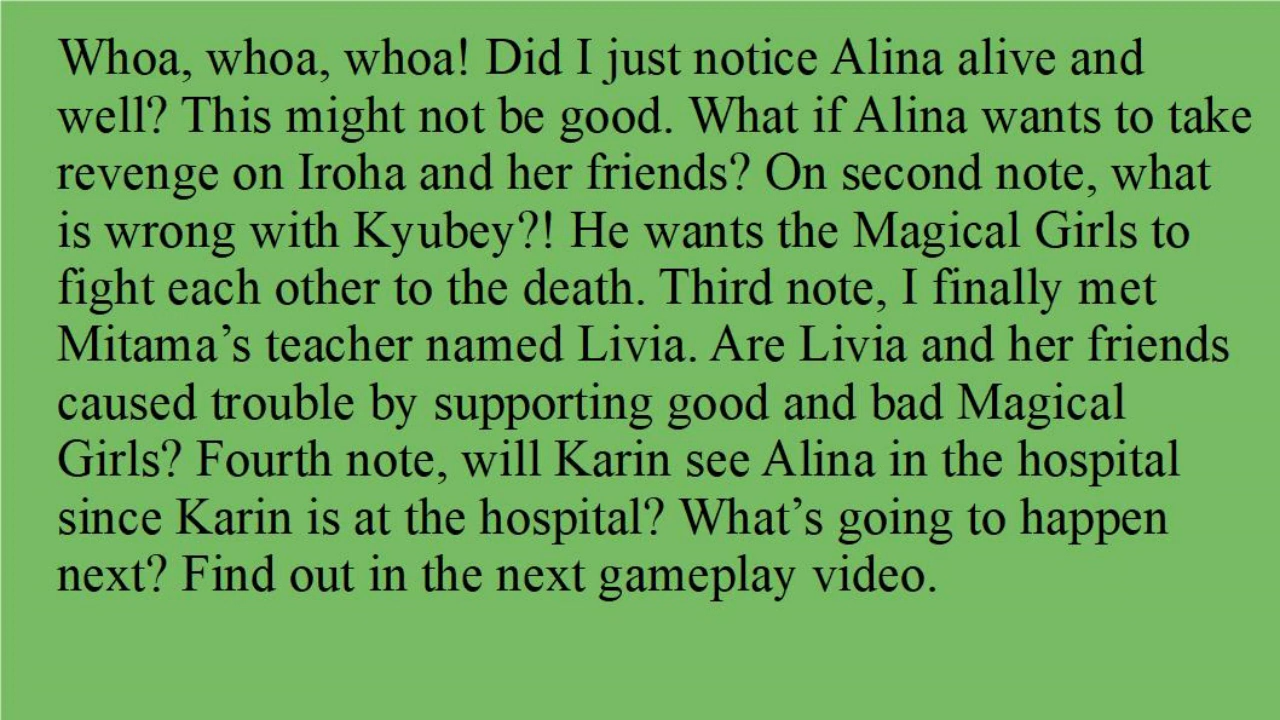 Whoa, whoa, whoa! Did I just notice Alina alive and
well? This might not be good. What if Alina wants to take
revenge on Iroha and her friends? On second note, what
is wrong with Kyubey?! He wants the Magical Girls to
fight each other to the death. Third note, I finally met
Mitama’s teacher named Livia. Are Livia and her friends
caused trouble by supporting good and bad Magical
Girls? Fourth note, will Karin see Alina in the hospital
since Karin is at the hospital? What’s going to happen
next? Find out in the next gameplay video.